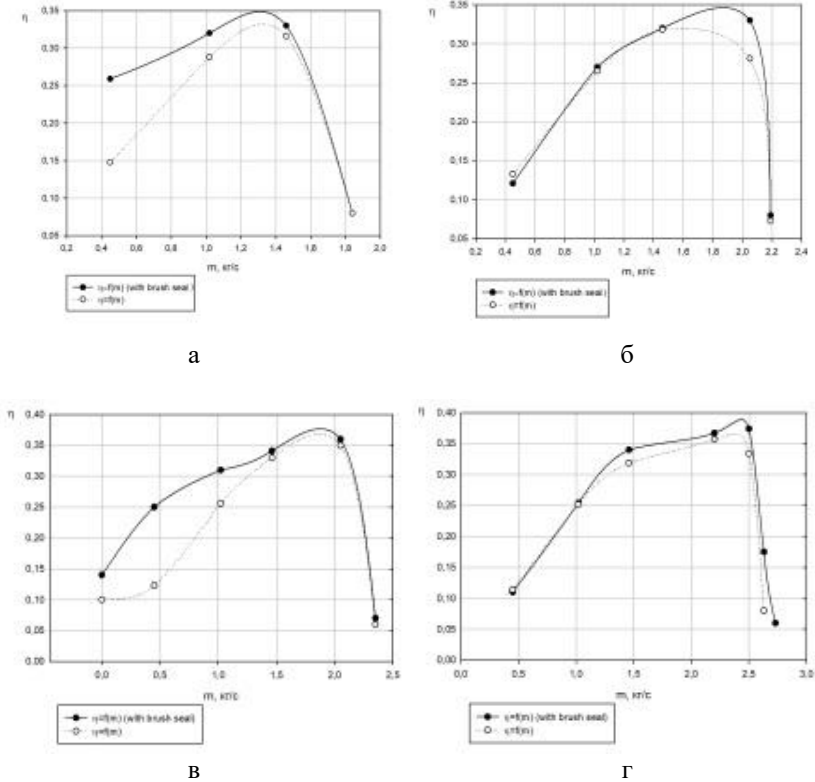 η
0,35
0,30
0,25
0,20
0,15
0,10
0,05
0,2 0,4 0,6 0,8 1,0 1,2 1,4 1,6 1,8 2,0
m, кг/с
η=f(m) (with brush seal )
η=f(m)
а
η
0,35
0,30
0,25
0,20
0,15
0,10
0,05
0,2 0,4 0,6 0,8 1,0 1,2 1,4 1,6 1,8 2,0 2,2 2,4
m, кг/с
η=f(m) (with brush seal )
η=f(m)
б
η
0,40
0,35
0,30
0,25
0,20
0,15
0,10
0,05
0,00
0,0 0,5 1,0 1,5 2,0 2,5
m, кг/с
η=f(m) (with brush seal)
η=f(m)
в
η
0,40
0,35
0,30
0,25
0,20
0,15
0,10
0,05
0,00
0,0 0,5 1,0 1,5 2,0 2,5 3,0
m, кг/с
η=f(m) (with brush seal)
η=f(m)
г